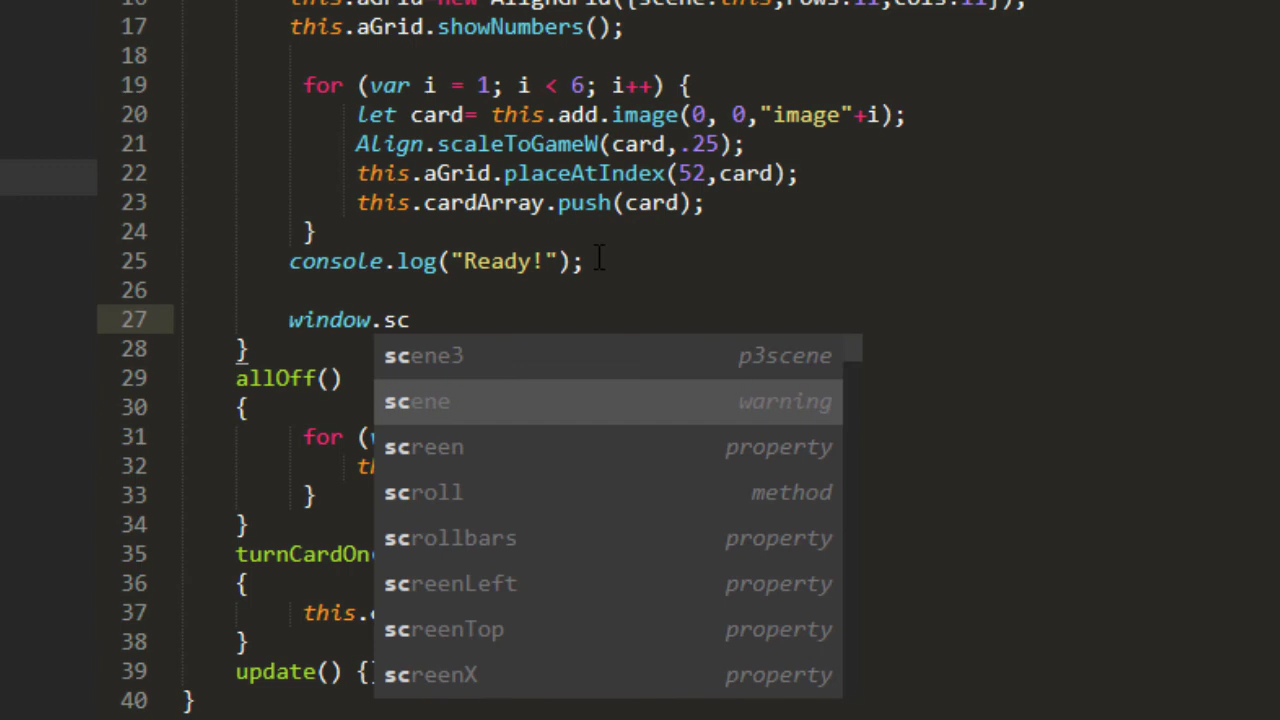 16 this.aGrid=new AlignGrid({scene:this,rows:11,cols:11});
17 this.aGrid.showNumbers();
18
19 for (var i = 1; i < 6; i++) {
20 let card= this.add.image(0, 0,"image"+i);
21 Align.scaleToGameW(card,.25);
22 this.aGrid.placeAtIndex(52,card);
23 this.cardArray.push(card);
24 }
25 console.log("Ready!");
26
27 window.sc
28 }
scene3 p3scene
29 allOff()
30 {
scene warning
31 for (
screen property
32 th
33 }
scroll method
34 }
scrollbars property
35 turnCardOn
36 {
screenLeft property
37 this.
38 }
screenTop property
39 update() {
screenX property
40 }